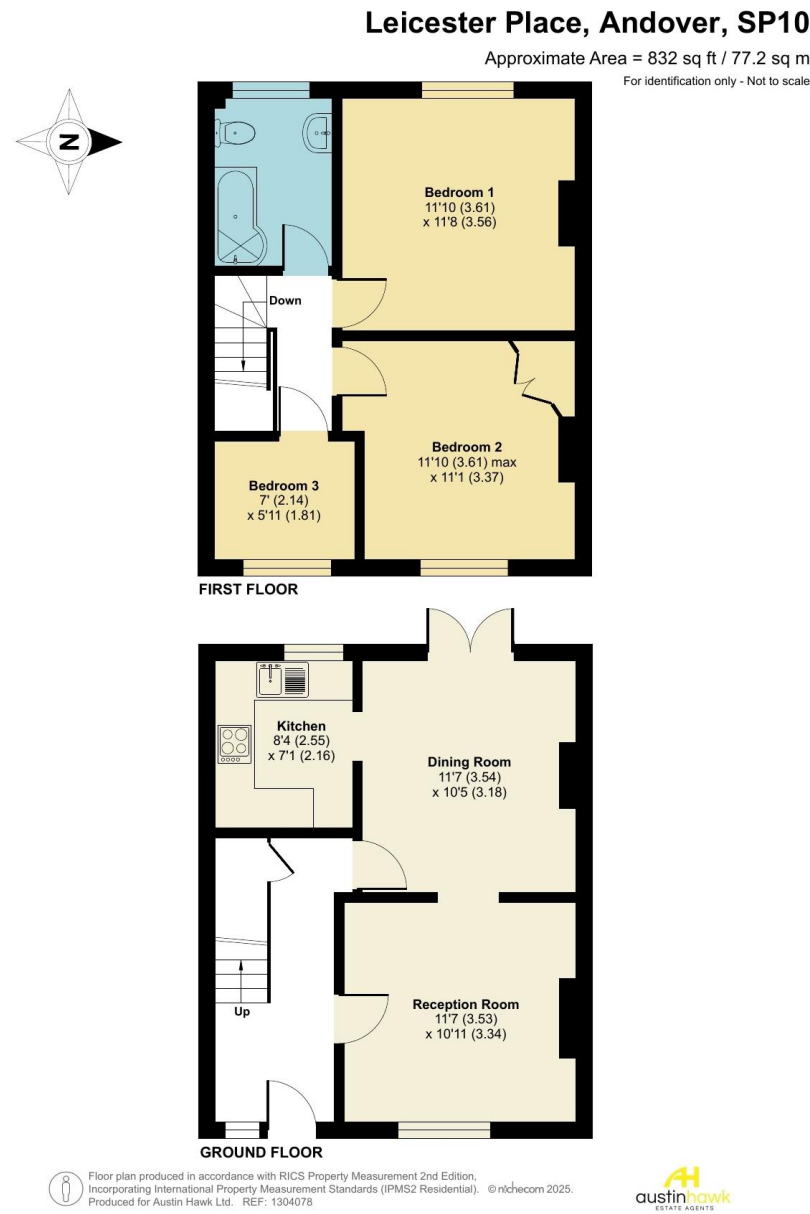 Leicester Place, Andover, SP10
Approximate Area = 832 sq ft / 77.2 sq m
For identification only - Not to scale
N
Bedroom 1
11'10 (3.61)
x 11'8 (3.56)
Down
Bedroom 2
11'10 (3.61) max
x 11'1 (3.37)
Bedroom 3
7' (2.14)
x 5'11 (1.81)
FIRST FLOOR
Kitchen
8'4 (2.55)
x 7'1 (2.16)
Dining Room
11'7 (3.54)
x 10'5 (3.18)
Up
Reception Room
11'7 (3.53)
x 10'11 (3.34)
GROUND FLOOR
Floor plan produced in accordance with RICS Property Measurement 2nd Edition,
Incorporating International Property Measurement Standards (IPMS2 Residential). © nichecom 2025.
Produced for Austin Hawk Ltd. REF: 1304078
AH
austinhawk
ESTATE AGENTS